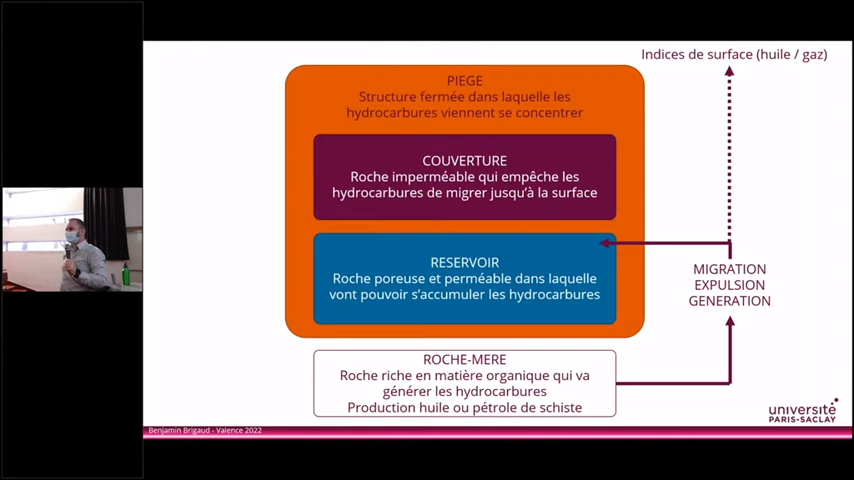 Indices de surface (huile / gaz)
PIEGE
Structure fermée dans laquelle les
hydrocarbures viennent se concentrer
COUVERTURE
Roche imperméable qui empêche les
hydrocarbures de migrer jusqu'à la surface
RESERVOIR
Roche poreuse et perméable dans laquelle
vont pouvoir s'accumuler les hydrocarbures
MIGRATION
EXPULSION
GENERATION
ROCHE-MERE
Roche riche en matière organique qui va
générer les hydrocarbures
Production huile ou pétrole de schiste
université
PARIS-SACLAY
Benjamin Brigaud - Valence 2022